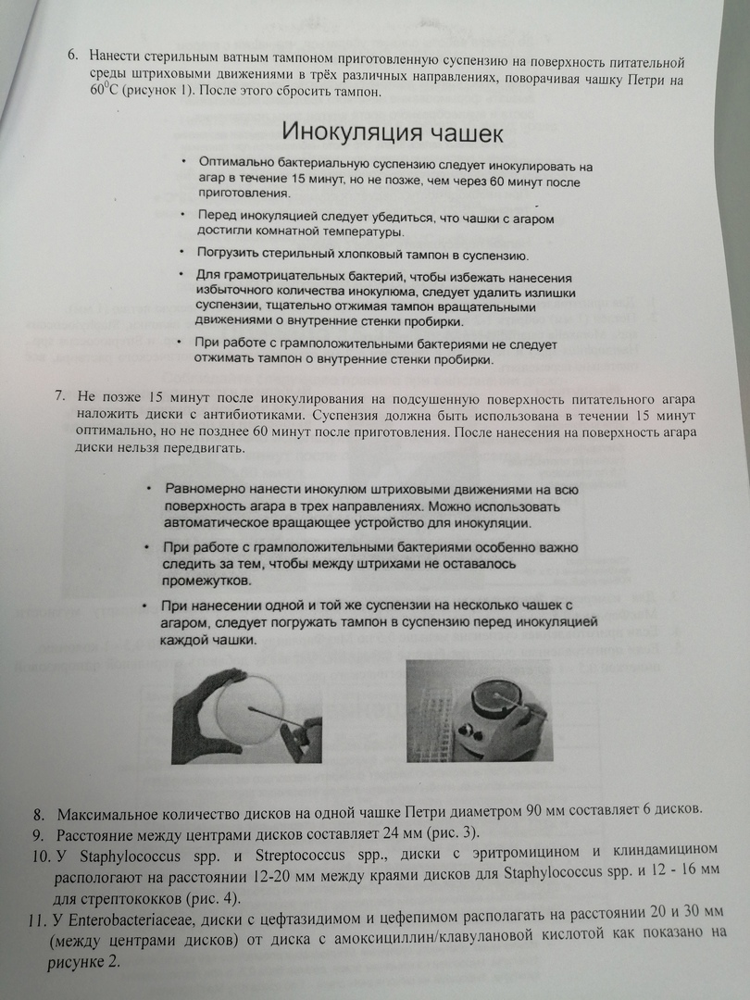 6. Нанести стерильным ватным тампоном приготовленную суспензию на поверхность питательной
среды штриховыми движениями в трёх различных направлениях, поворачивая чашку Петри на
60⁰С (рисунок 1). После этого сбросить тампон.
Инокуляция чашек
• Оптимально бактериальную суспензию следует инокулировать на
агар в течение 15 минут, но не позже, чем через 60 минут после
приготовления.
• Перед инокуляцией следует убедиться, что чашки с агаром
достигли комнатной температуры.
• Погрузить стерильный хлопковый тампон в суспензию.
• Для грамотрицательных бактерий, чтобы избежать нанесения
избыточного количества инокулюма, следует удалить излишки
суспензии, тщательно отжимая тампон вращательными
движениями о внутренние стенки пробирки.
• При работе с грамположительными бактериями не следует
отжимать тампон о внутренние стенки пробирки.
7. Не позже 15 минут после инокулирования на подсушенную поверхность питательного агара
наложить диски с антибиотиками. Суспензия должна быть использована в течении 15 минут
оптимально, но не позднее 60 минут после приготовления. После нанесения на поверхность агара
диски нельзя передвигать.
• Равномерно нанести инокулюм штриховыми движениями на всю
поверхность агара в трех направлениях. Можно использовать
автоматическое вращающее устройство для инокуляции.
• При работе с грамположительными бактериями особенно важно
следить за тем, чтобы между штрихами не оставалось
промежутков.
• При нанесении одной и той же суспензии на несколько чашек с
агаром, следует погружать тампон в суспензию перед инокуляцией
каждой чашки.
8. Максимальное количество дисков на одной чашке Петри диаметром 90 мм составляет 6 дисков.
9. Расстояние между центрами дисков составляет 24 мм (рис. 3).
10. У Staphylococcus spp. и Streptococcus spp., диски с эритромицином и клиндамицином
распологают на расстоянии 12-20 мм между краями дисков для Staphylococcus spp. и 12 - 16 мм
для стрептококков (рис. 4).
11. У Enterobacteriaceae, диски с цефтазидимом и цефепимом располагать на расстоянии 20 и 30 мм
(между центрами дисков) от диска с амоксициллин/клавулановой кислотой как показано на
рисунке 2.